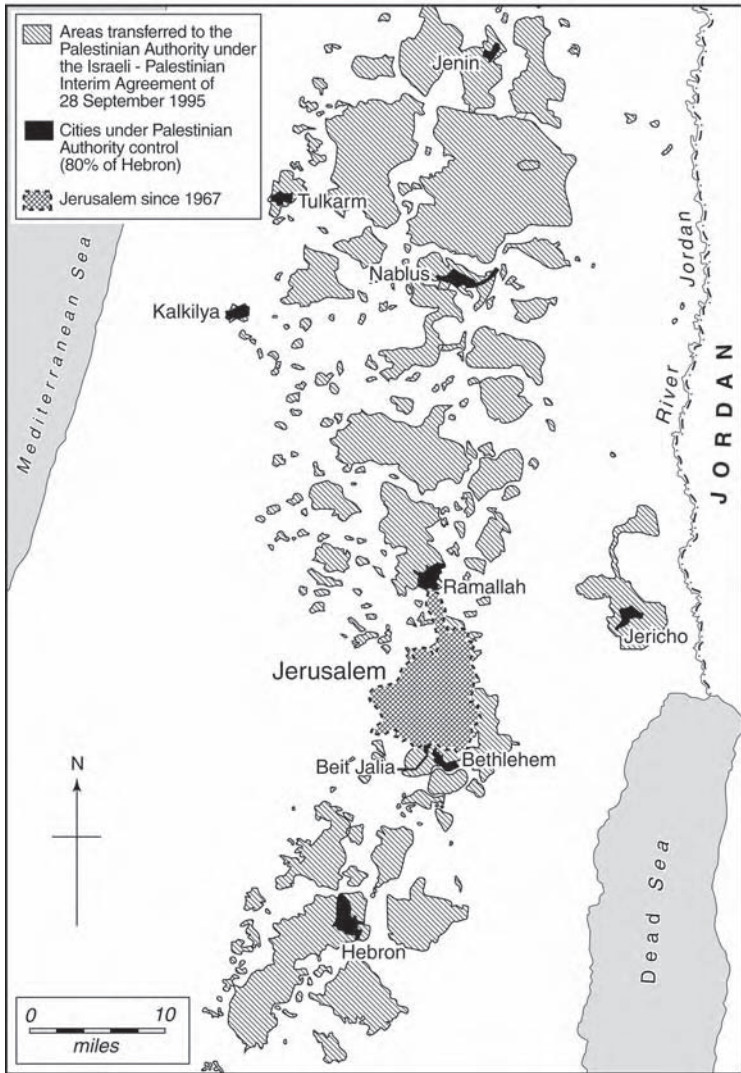 Areas transferred to the
Palestinian Authority under
the Israeli - Palestinian
Interim Agreement of
28 September 1995
Cities under Palestinian
Authority control
(80% of Hebron)
Jerusalem since 1967
Jenin
Tulkarm
Nablus
Kalkilya
Mediterranean Sea
River Jordan
JORDAN
Ramallah
Jericho
Jerusalem
Beit Jalia
Bethlehem
N
Hebron
Dead Sea
0 10
miles